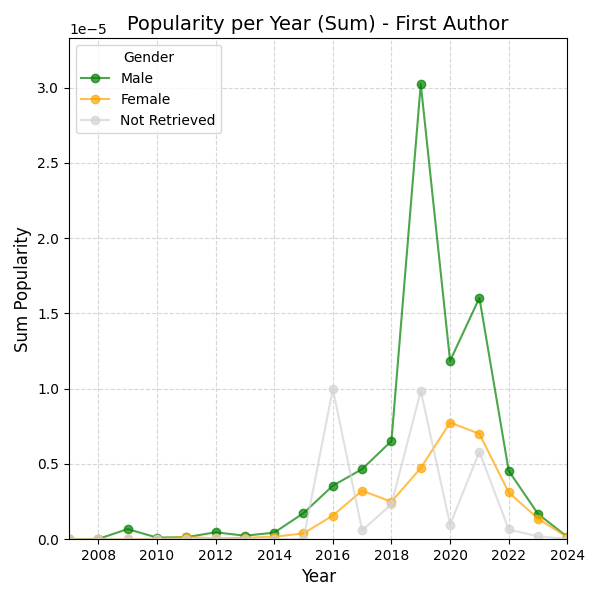 Popularity per Year (Sum) - First Author
1e−5
Gender
Male
Female
Not Retrieved
3.0
2.5
2.0
1.5
1.0
0.5
0.0
Sum Popularity
2008 2010 2012 2014 2016 2018 2020 2022 2024
Year